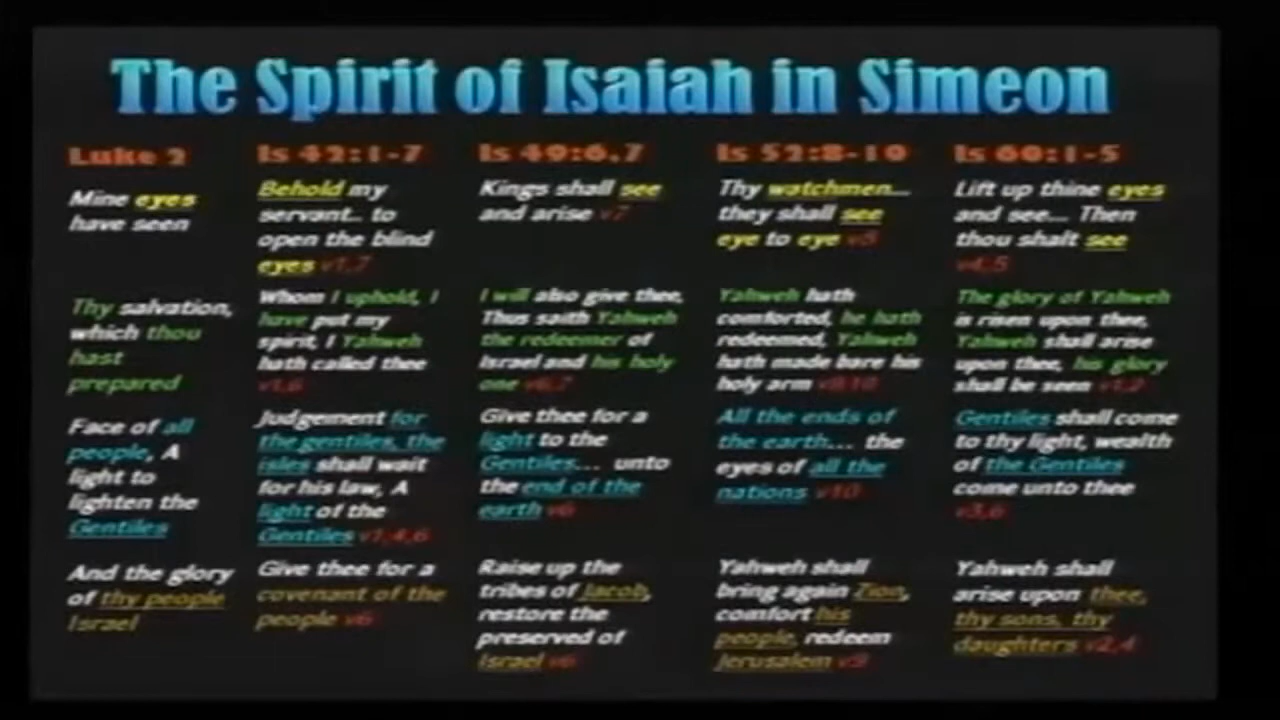 The Spirit of Isaiah in Simeon
Luke 2
Mine eyes
have seen
Thy salvation,
which thou
hast
prepared
Face of all
people, A
light to
lighten the
Gentiles
And the glory
of thy people
Israel
Is 42:1-7
Behold my
servant.. to
open the blind
eyes v1,7
Whom I uphold, I
have put my
spirit, I Yahweh
hath called thee
v1,6
Judgement for
the gentiles, the
isles shall wait
for his law, A
light of the
Gentiles v1,4,6
Give thee for a
covenant of the
people v6
Is 49:6,7
Kings shall see
and arise v7
I will also give thee,
Thus saith Yahweh
the redeemer of
Israel and his holy
one v6,7
Give thee for a
light to the
Gentiles... unto
the end of the
earth v6
Raise up the
tribes of Jacob,
restore the
preserved of
Israel v6
Is 52:8-10
Thy watchmen...
they shall see
eye to eye v8
Yahweh hath
comforted, he hath
redeemed, Yahweh
hath made bare his
holy arm v9,10
All the ends of
the earth... the
eyes of all the
nations v10
Yahweh shall
bring again Zion,
comfort his
people, redeem
Jerusalem v9
Is 60:1-5
Lift up thine eyes
and see... Then
thou shalt see
v4,5
The glory of Yahweh
is risen upon thee,
Yahweh shall arise
upon thee, his glory
shall be seen v1,2
Gentiles shall come
to thy light, wealth
of the Gentiles
come unto thee
v3,6
Yahweh shall
arise upon thee,
thy sons, thy
daughters v2,4